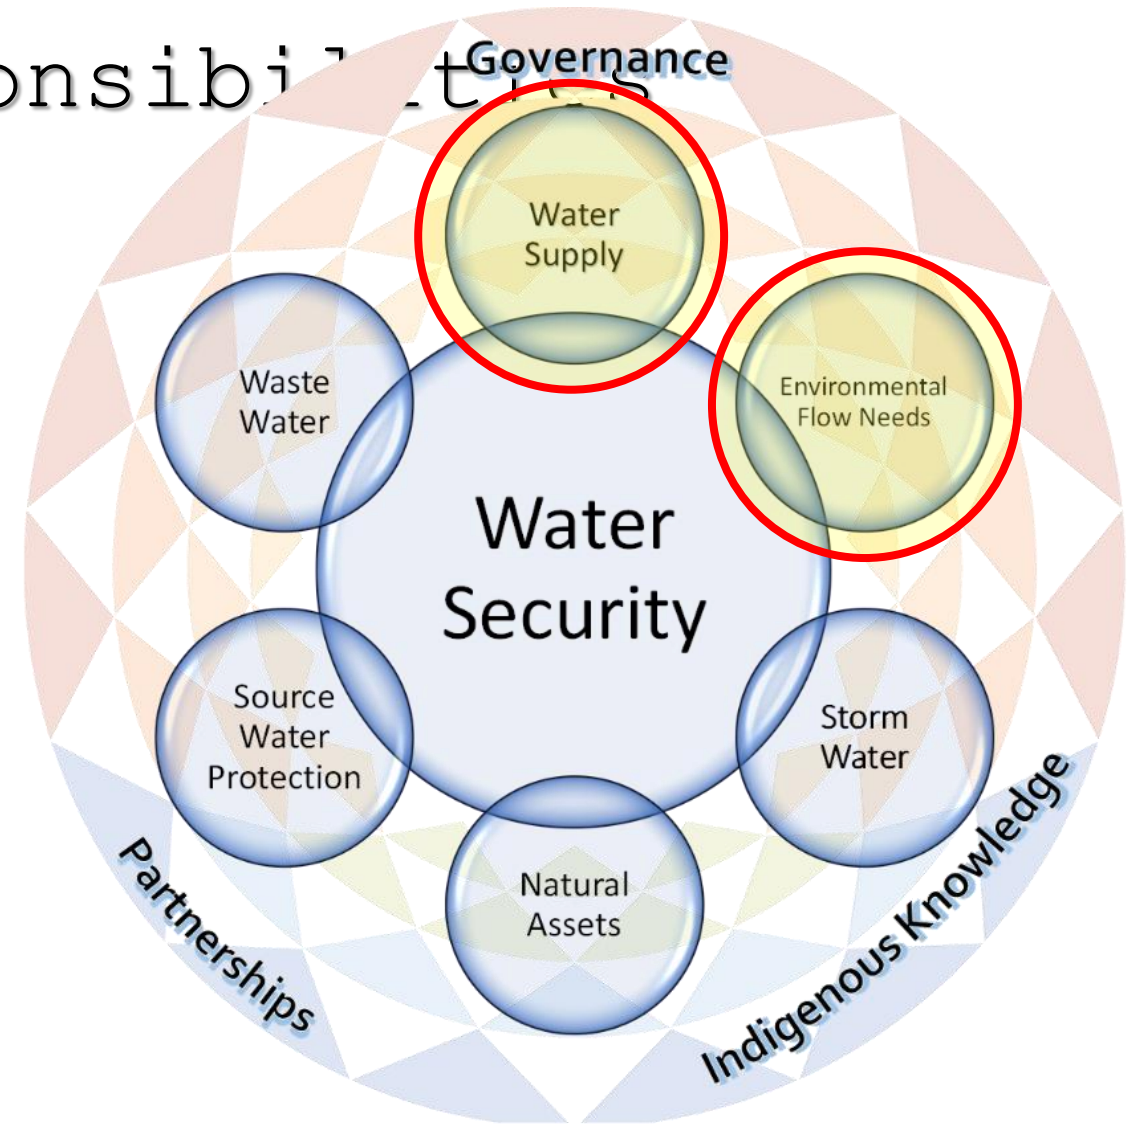 Governance
Water
Supply
Environmental
Flow Needs
Waste
Water
Water
Security
Source
Water
Protection
Storm
Water
Natural
Assets
Partnerships
Indigenous Knowledge